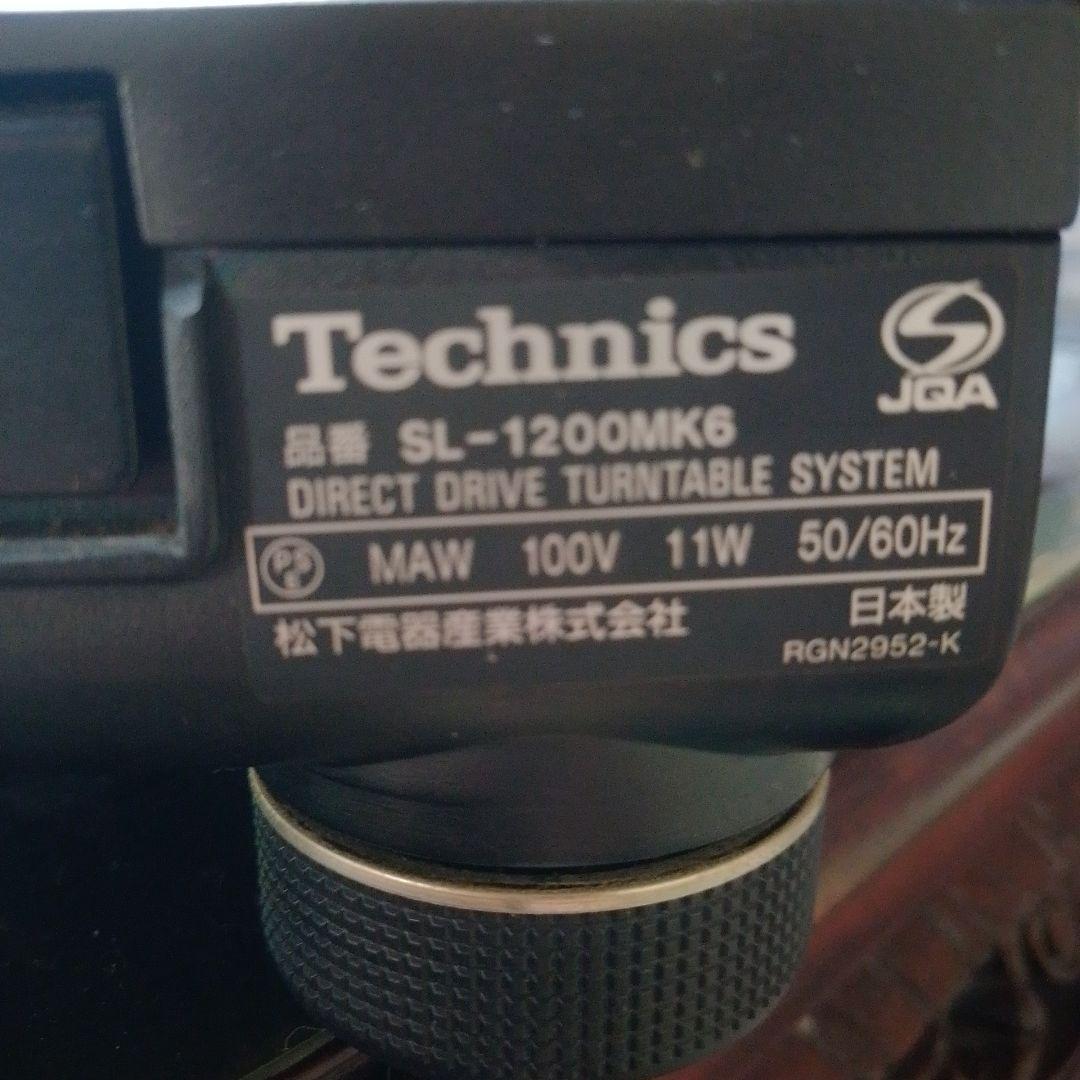 Technics
JQA
品番 SL-1200MK6
DIRECT DRIVE TURNTABLE SYSTEM
PS E MAW 100V 11W 50/60Hz
松下電器産業株式会社 日本製
RGN2952-K